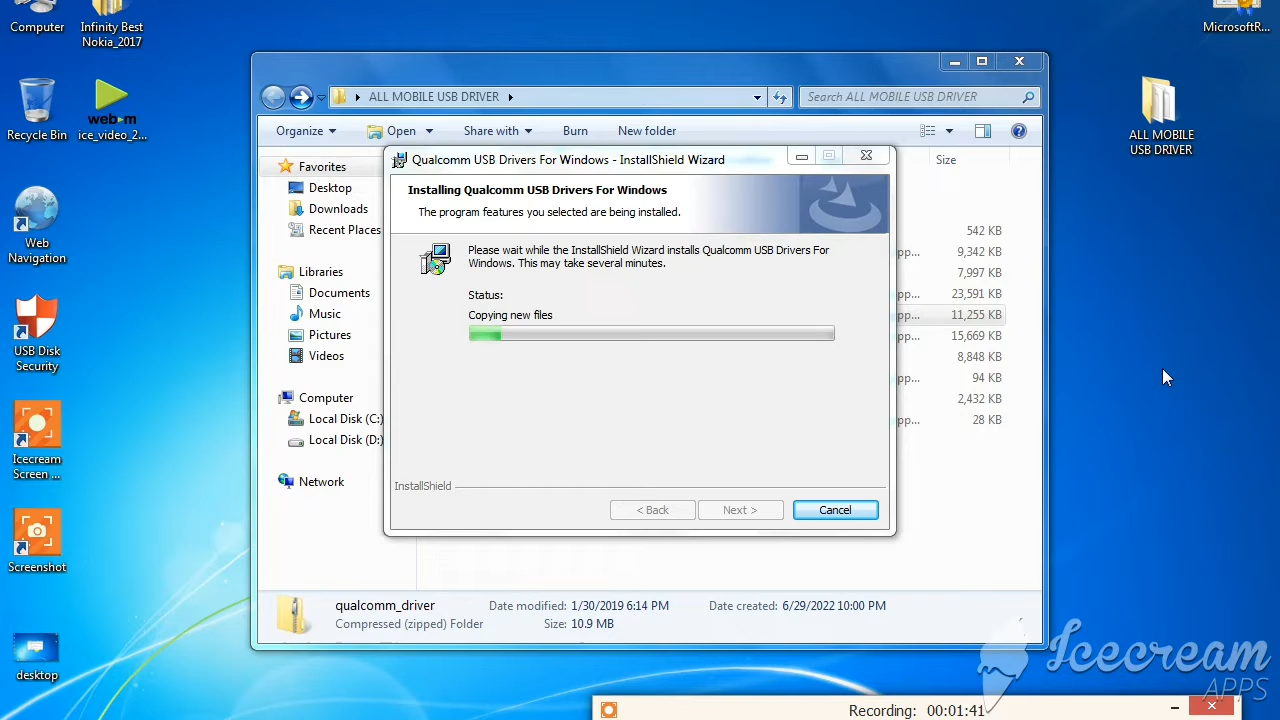 Computer
Infinity Best
Nokia_2017
Recycle Bin
ice_video_2...
Web
Navigation
USB Disk
Security
Icecream
Screen ...
Screenshot
desktop
MicrosoftR...
ALL MOBILE
USB DRIVER
ALL MOBILE USB DRIVER
Search ALL MOBILE USB DRIVER
Organize
Open
Share with
Burn
New folder
Favorites
Desktop
Downloads
Recent Places
Libraries
Documents
Music
Pictures
Videos
Computer
Local Disk (C:)
Local Disk (D:)
Network
Size
542 KB
pp... 9,342 KB
7,997 KB
pp... 23,591 KB
pp... 11,255 KB
pp... 15,669 KB
pp... 8,848 KB
pp... 94 KB
pp... 2,432 KB
pp... 28 KB
Qualcomm USB Drivers For Windows - InstallShield Wizard
Installing Qualcomm USB Drivers For Windows
The program features you selected are being installed.
Please wait while the InstallShield Wizard installs Qualcomm USB Drivers For
Windows. This may take several minutes.
Status:
Copying new files
InstallShield
< Back
Next >
Cancel
qualcomm_driver
Date modified: 1/30/2019 6:14 PM
Date created: 6/29/2022 10:00 PM
Compressed (zipped) Folder
Size: 10.9 MB
Icecream
APPS
Recording: 00:01:41